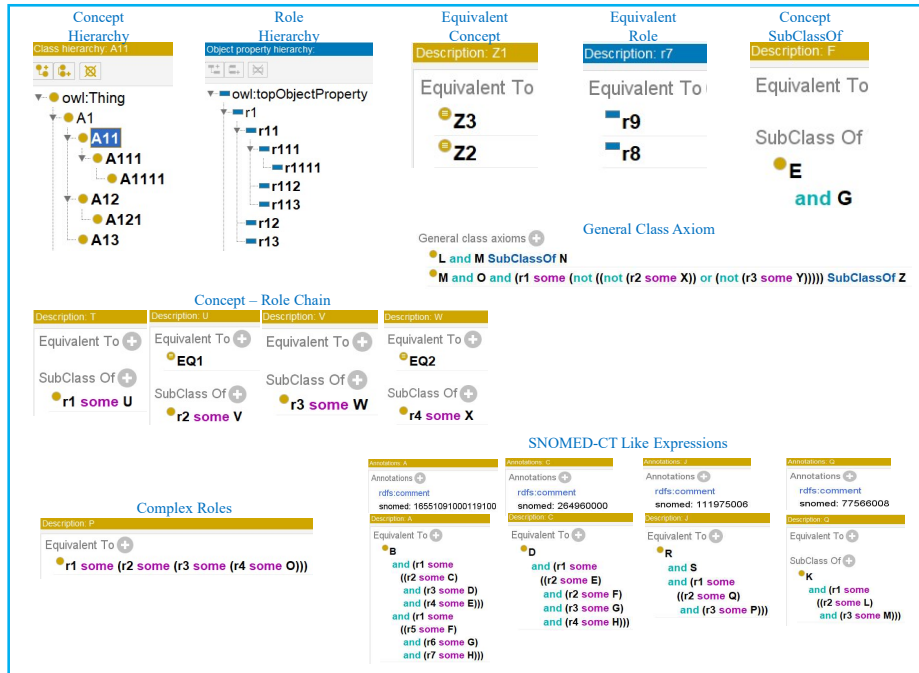 Concept
Hierarchy
Class hierarchy: A11
owl:Thing
A1
A11
A111
A1111
A12
A121
A13
Role
Hierarchy
Object property hierarchy:
owl:topObjectProperty
r1
r11
r111
r1111
r112
r113
r12
r13
Equivalent
Concept
Description: Z1
Equivalent To
Z3
Z2
Equivalent
Role
Description: r7
Equivalent To
r9
r8
Concept
SubClassOf
Description: F
Equivalent To
SubClass Of
E
and G
General Class Axiom
General class axioms
L and M SubClassOf N
M and O and (r1 some (not ((not (r2 some X)) or (not (r3 some Y))))) SubClassOf Z
Concept – Role Chain
Description: T
Equivalent To
SubClass Of
r1 some U
Description: U
Equivalent To
EQ1
SubClass Of
r2 some V
Description: V
Equivalent To
SubClass Of
r3 some W
Description: W
Equivalent To
EQ2
SubClass Of
r4 some X
Complex Roles
Description: P
Equivalent To
r1 some (r2 some (r3 some (r4 some O)))
SNOMED-CT Like Expressions
Annotations: A
Annotations
rdfs:comment
snomed: 16551091000119100
Description: A
Equivalent To
B
and (r1 some
((r2 some C)
and (r3 some D)
and (r4 some E)))
and (r1 some
((r5 some F)
and (r6 some G)
and (r7 some H)))
Annotations: C
Annotations
rdfs:comment
snomed: 264960000
Description: C
Equivalent To
D
and (r1 some
((r2 some E)
and (r2 some F)
and (r3 some G)
and (r4 some H)))
Annotations: J
Annotations
rdfs:comment
snomed: 111975006
Description: J
Equivalent To
R
and S
and (r1 some
((r2 some Q)
and (r3 some P)))
Annotations: Q
Annotations
rdfs:comment
snomed: 77566008
Description: Q
Equivalent To
SubClass Of
K
and (r1 some
((r2 some L)
and (r3 some M)))